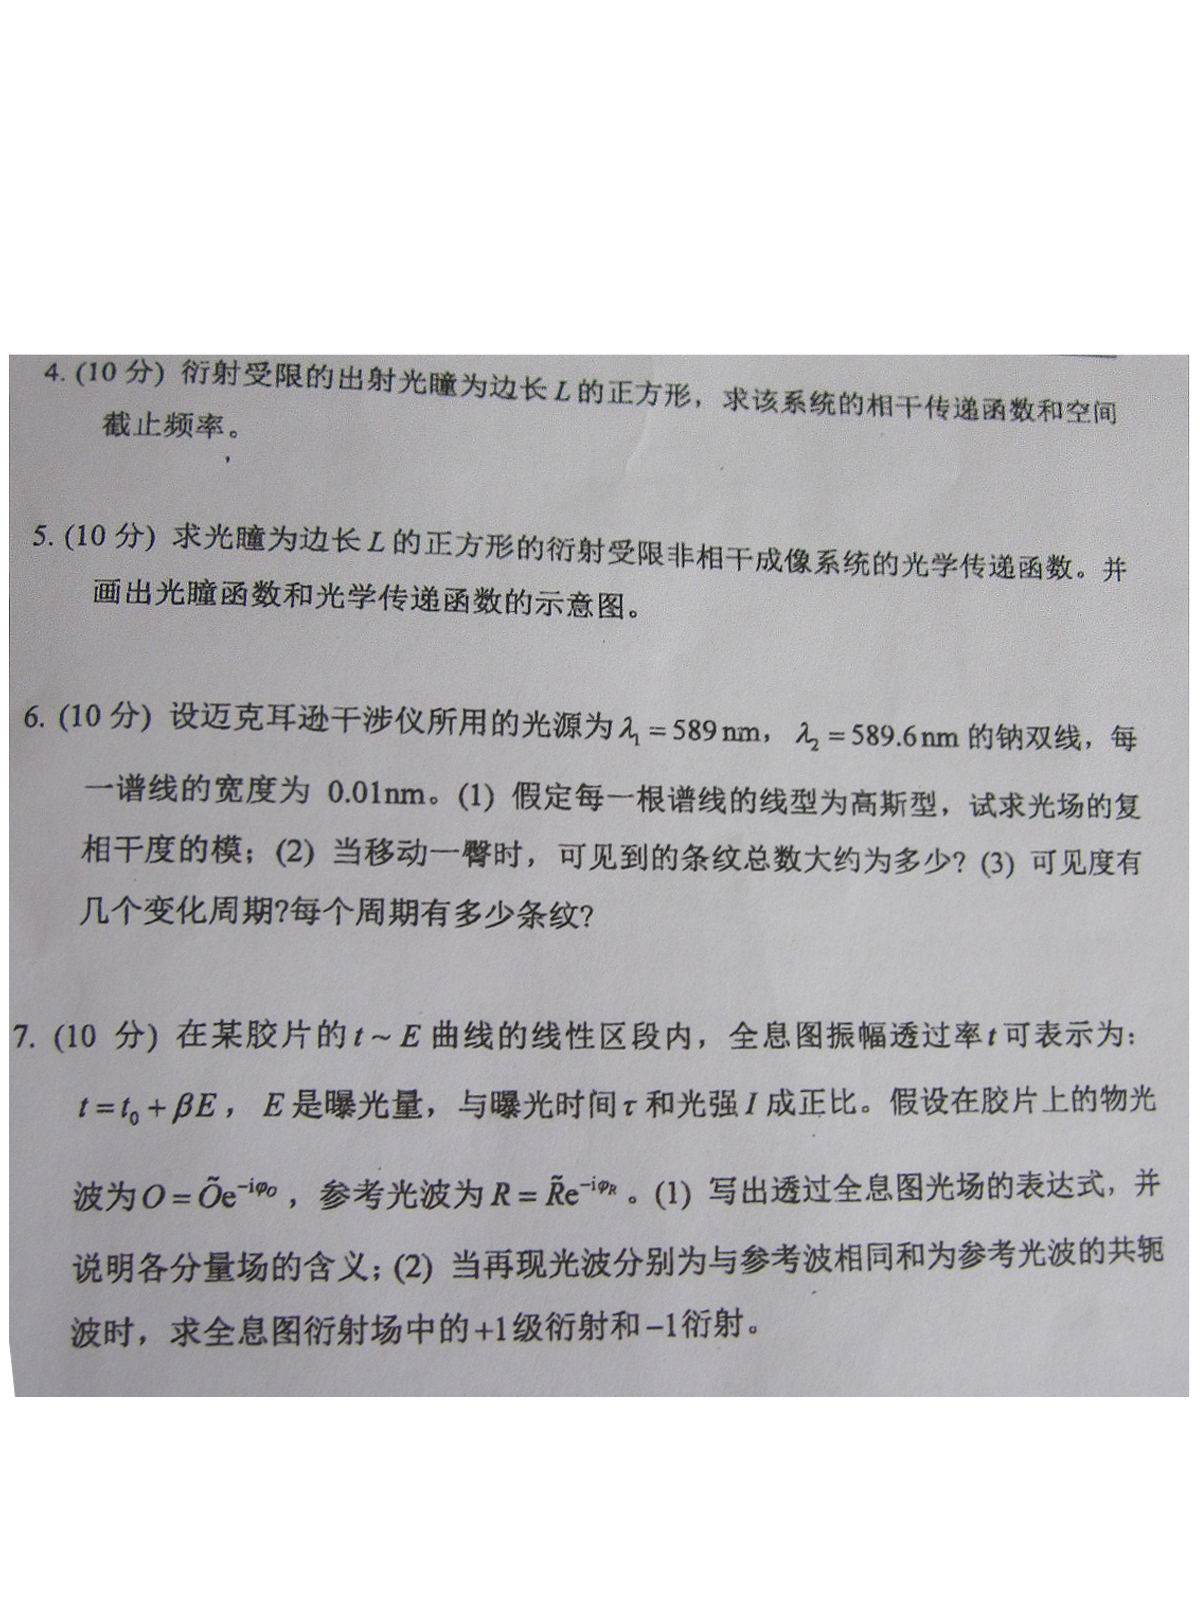 4. (10 分) 衍射受限的出射光瞳为边长 L 的正方形，求该系统的相干传递函数和空间
截止频率。
5. (10 分) 求光瞳为边长 L 的正方形的衍射受限非相干成像系统的光学传递函数。并
画出光瞳函数和光学传递函数的示意图。
6. (10 分) 设迈克耳逊干涉仪所用的光源为 λ₁ = 589 nm， λ₂ = 589.6 nm 的钠双线，每
一谱线的宽度为 0.01nm。(1) 假定每一根谱线的线型为高斯型，试求光场的复
相干度的模；(2) 当移动一臀时，可见到的条纹总数大约为多少? (3) 可见度有
几个变化周期?每个周期有多少条纹?
7. (10 分) 在某胶片的 t ~ E 曲线的线性区段内，全息图振幅透过率 t 可表示为：
t = t₀ + βE， E 是曝光量，与曝光时间 τ 和光强 I 成正比。假设在胶片上的物光
波为 O = Õe^{-iφ_O}，参考光波为 R = R̃e^{-iφ_R}。(1) 写出透过全息图光场的表达式，并
说明各分量场的含义；(2) 当再现光波分别为与参考波相同和为参考光波的共轭
波时，求全息图衍射场中的 +1 级衍射和 −1 衍射。